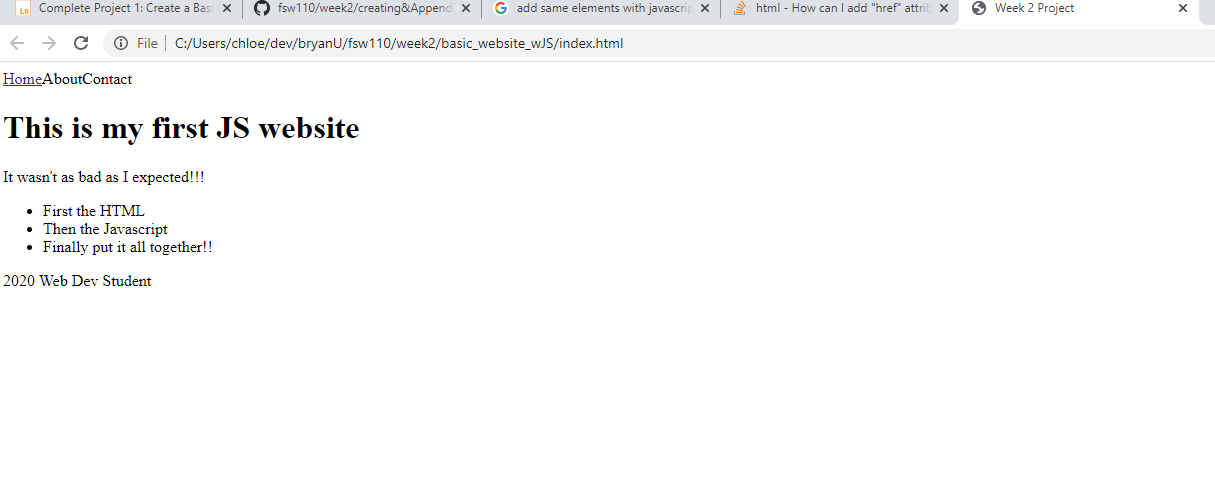 Complete Project 1: Create a Basi
fsw110/week2/creating&Append
add same elements with javascrip
html - How can I add "href" attrib
Week 2 Project
File
C:/Users/chloe/dev/bryanU/fsw110/week2/basic_website_wJS/index.html
HomeAboutContact
This is my first JS website
It wasn't as bad as I expected!!!
First the HTML
Then the Javascript
Finally put it all together!!
2020 Web Dev Student